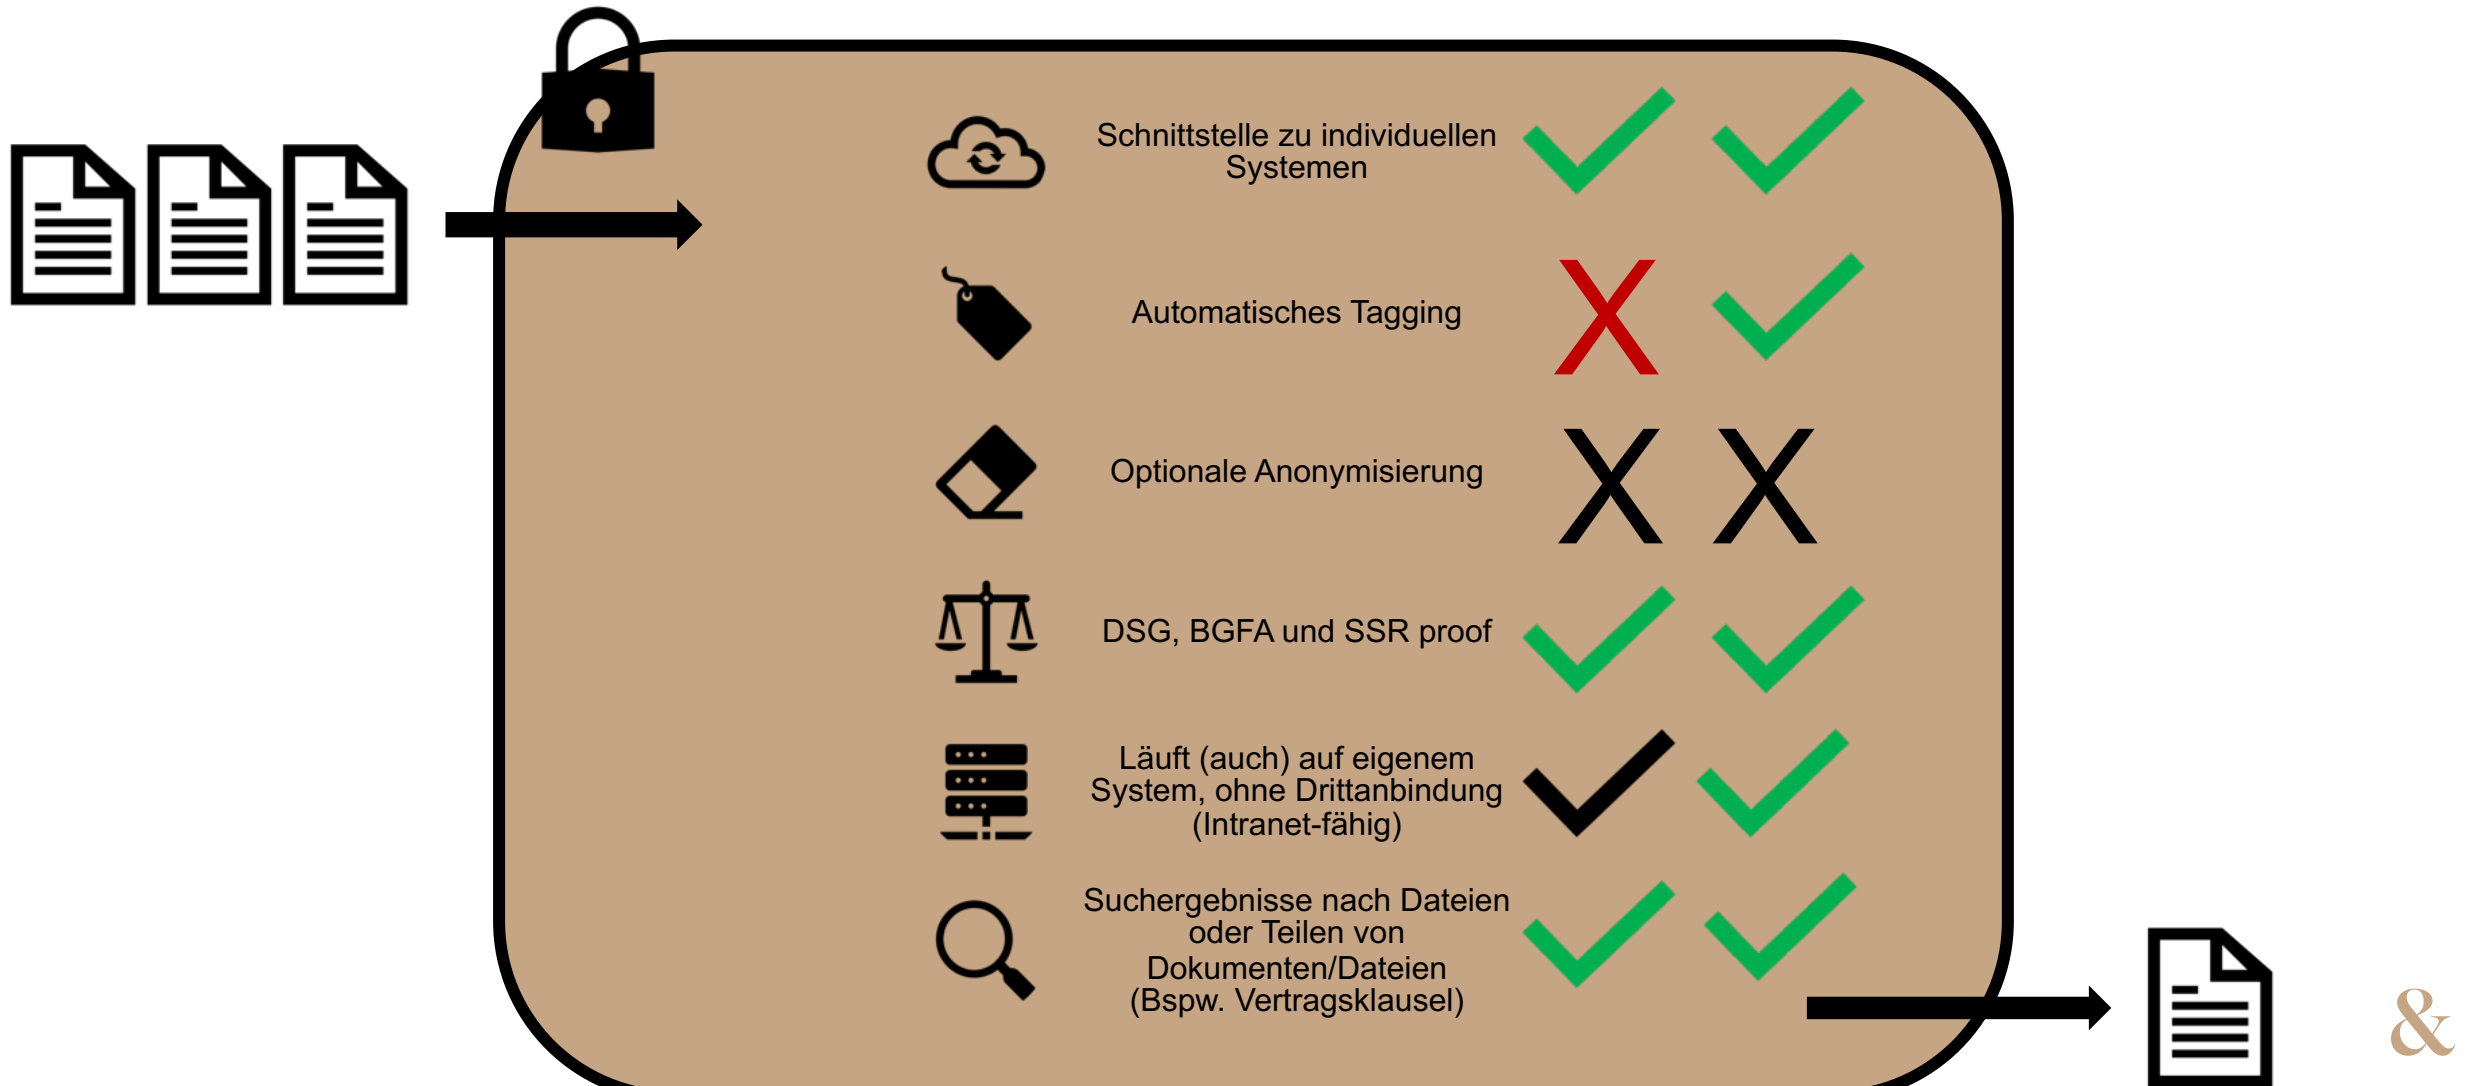 Schnittstelle zu individuellen
Systemen
Automatisches Tagging
X
Optionale Anonymisierung
X X
DSG, BGFA und SSR proof
Läuft (auch) auf eigenem
System, ohne Drittanbindung
(Intranet-fähig)
Suchergebnisse nach Dateien
oder Teilen von
Dokumenten/Dateien
(Bspw. Vertragsklausel)
&